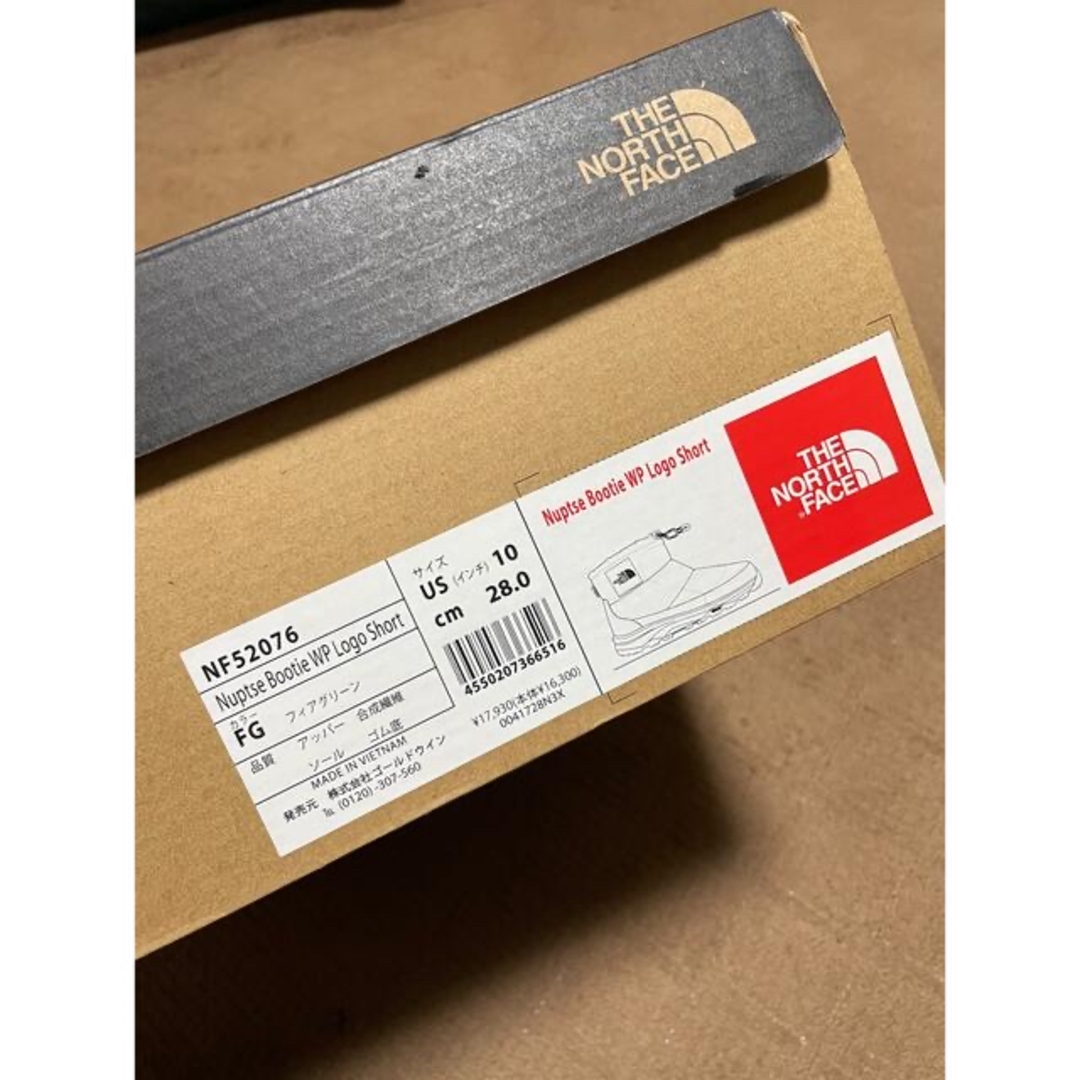 THE
NORTH
FACE
Nuptse Bootie WP Logo Short
THE
NORTH
FACE
サイズ
US (インチ) 10
cm 28.0
4550207366516
¥17,930(本体¥16,300)
0041728N3X
NF52076
Nuptse Bootie WP Logo Short
カラー
FG フィアグリーン
品質 アッパー 合成繊維
ソール ゴム底
MADE IN VIETNAM
発売元 株式会社ゴールドウイン
℡ (0120)-307-560